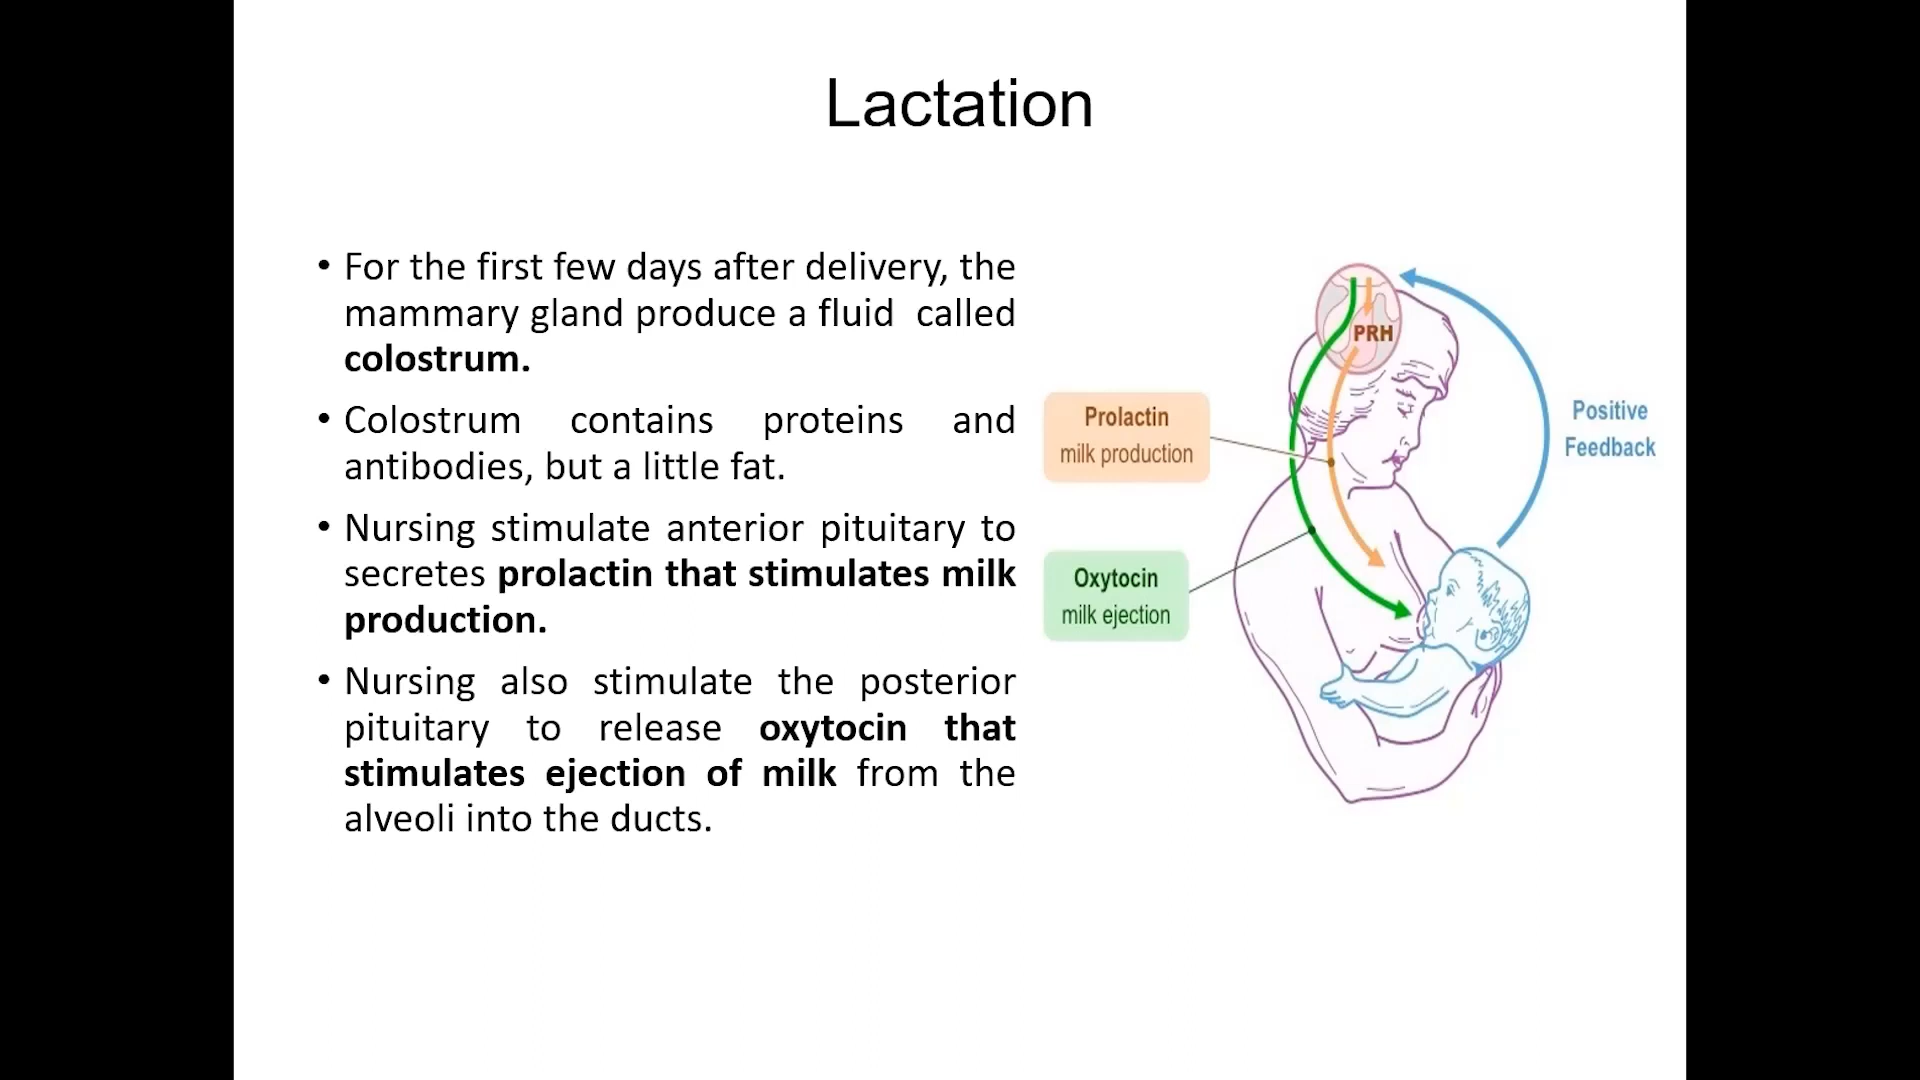 Lactation
• For the first few days after delivery, the
mammary gland produce a fluid called
colostrum.
• Colostrum contains proteins and
antibodies, but a little fat.
• Nursing stimulate anterior pituitary to
secretes prolactin that stimulates milk
production.
• Nursing also stimulate the posterior
pituitary to release oxytocin that
stimulates ejection of milk from the
alveoli into the ducts.
PRH
Prolactin
milk production
Oxytocin
milk ejection
Positive
Feedback